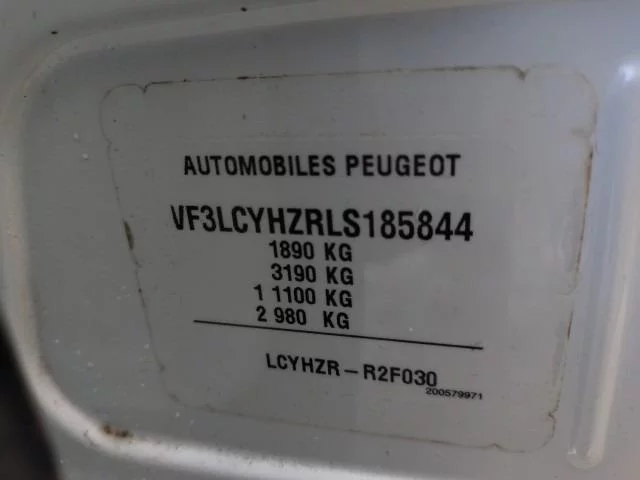 AUTOMOBILES PEUGEOT
VF3LCYHZRLS185844
1890 KG
3190 KG
1 1100 KG
2 980 KG
LCYHZR - R2F030
200579971